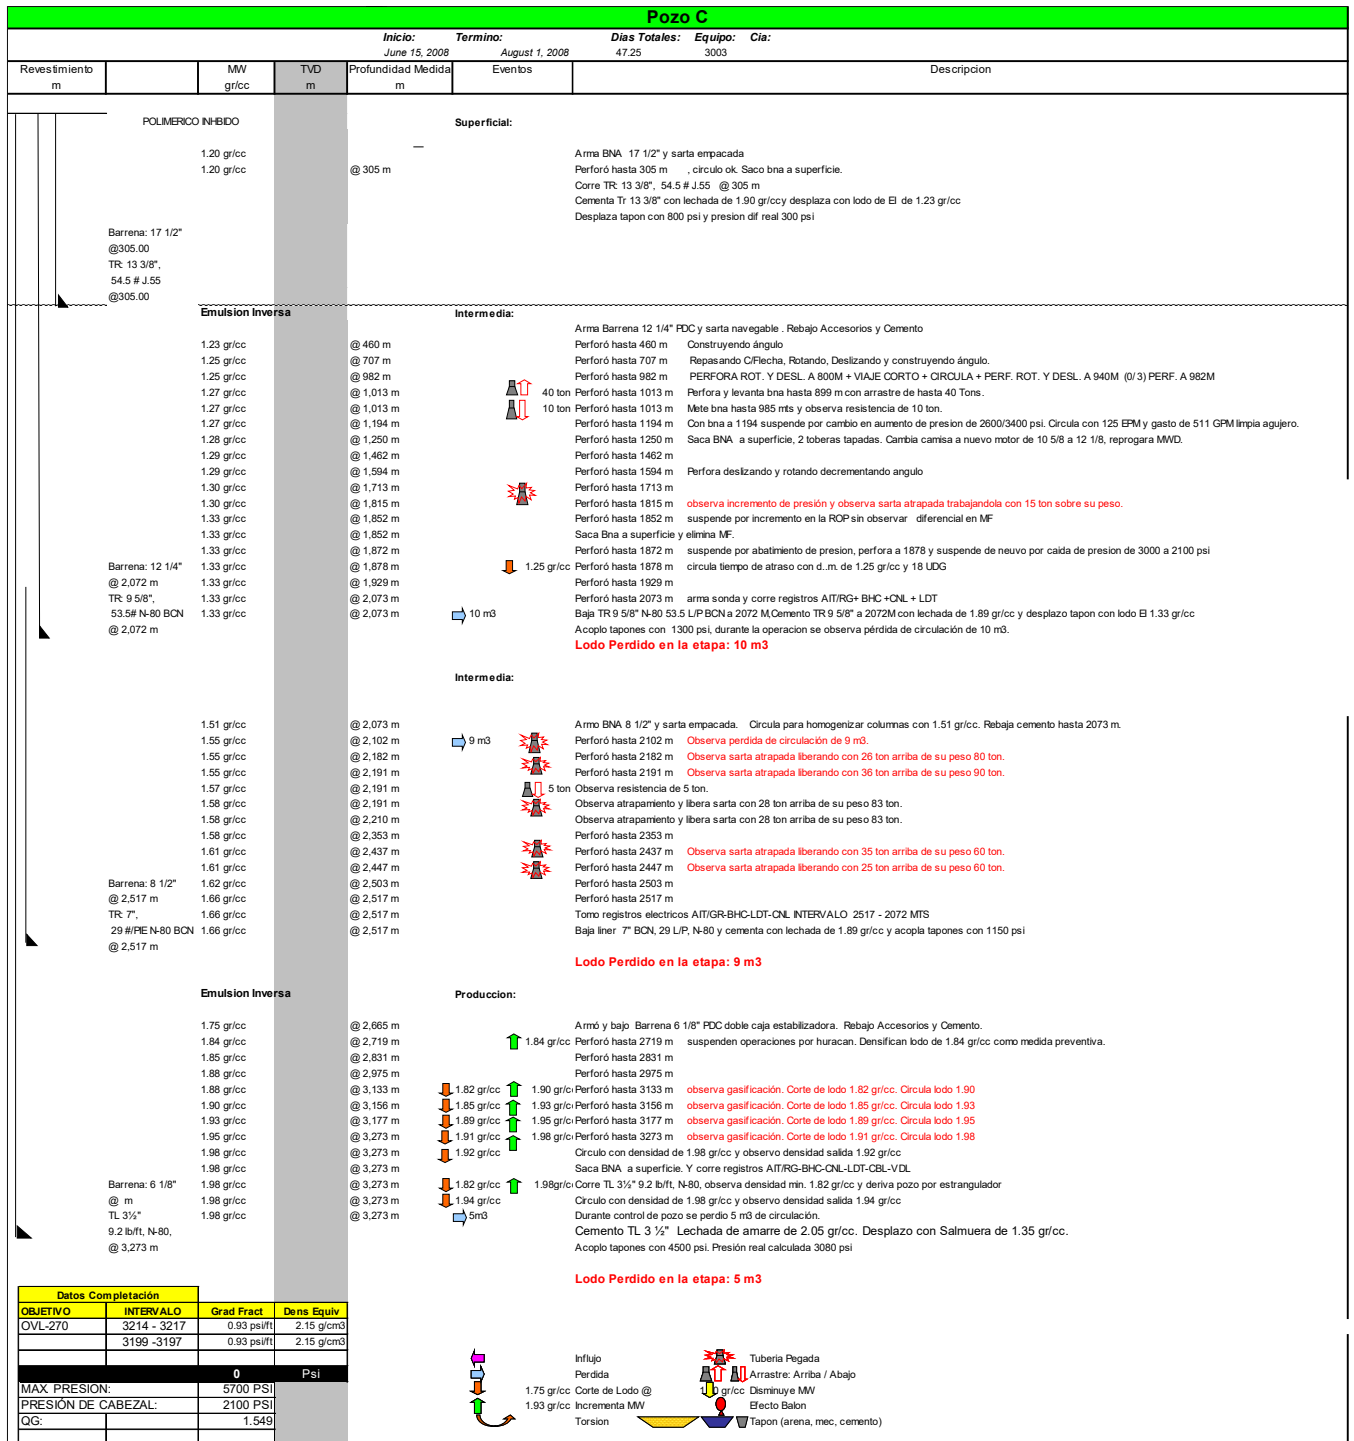 Pozo C
Inicio: Termino: Dias Totales: Equipo: Cia:
June 15, 2008 August 1, 2008 47.25 3003
Revestimiento MW TVD Profundidad Medida Eventos Descripcion
m gr/cc m m
POLIMERICO INHBIDO Superficial:
1.20 gr/cc Arma BNA 17 1/2" y sarta empacada
1.20 gr/cc @ 305 m Perforó hasta 305 m , circulo ok. Saco bna a superficie.
Corre TR: 13 3/8", 54.5 # J.55 @ 305 m
Cementa Tr 13 3/8" con lechada de 1.90 gr/ccy desplaza con lodo de EI de 1.23 gr/cc
Desplaza tapon con 800 psi y presion dif real 300 psi
Barrena: 17 1/2"
@305.00
TR: 13 3/8",
54.5 # J.55
@305.00
Emulsion Inversa Intermedia:
Arma Barrena 12 1/4" PDC y sarta navegable . Rebajo Accesorios y Cemento
1.23 gr/cc @ 460 m Perforó hasta 460 m Construyendo ángulo
1.25 gr/cc @ 707 m Perforó hasta 707 m Repasando C/Flecha, Rotando, Deslizando y construyendo ángulo.
1.25 gr/cc @ 982 m Perforó hasta 982 m PERFORA ROT. Y DESL. A 800M + VIAJE CORTO + CIRCULA + PERF. ROT. Y DESL. A 940M (0/ 3) PERF. A 982M
1.27 gr/cc @ 1,013 m 40 ton Perforó hasta 1013 m Perfora y levanta bna hasta 899 m con arrastre de hasta 40 Tons.
1.27 gr/cc @ 1,013 m 10 ton Perforó hasta 1013 m Mete bna hasta 985 mts y observa resistencia de 10 ton.
1.27 gr/cc @ 1,194 m Perforó hasta 1194 m Con bna a 1194 suspende por cambio en aumento de presion de 2600/3400 psi. Circula con 125 EPM y gasto de 511 GPM limpia agujero.
1.28 gr/cc @ 1,250 m Perforó hasta 1250 m Saca BNA a superficie, 2 toberas tapadas. Cambia camisa a nuevo motor de 10 5/8 a 12 1/8, reprogara MWD.
1.29 gr/cc @ 1,462 m Perforó hasta 1462 m
1.29 gr/cc @ 1,594 m Perforó hasta 1594 m Perfora deslizando y rotando decrementando angulo
1.30 gr/cc @ 1,713 m Perforó hasta 1713 m
1.30 gr/cc @ 1,815 m Perforó hasta 1815 m observa incremento de presión y observa sarta atrapada trabajandola con 15 ton sobre su peso.
1.33 gr/cc @ 1,852 m Perforó hasta 1852 m suspende por incremento en la ROP sin observar diferencial en MF
1.33 gr/cc @ 1,852 m Saca Bna a superficie y elimina MF.
1.33 gr/cc @ 1,872 m Perforó hasta 1872 m suspende por abatimiento de presion, perfora a 1878 y suspende de neuvo por caida de presion de 3000 a 2100 psi
Barrena: 12 1/4" 1.33 gr/cc @ 1,878 m 1.25 gr/cc Perforó hasta 1878 m circula tiempo de atraso con d..m. de 1.25 gr/cc y 18 UDG
@ 2,072 m 1.33 gr/cc @ 1,929 m Perforó hasta 1929 m
TR: 9 5/8", 1.33 gr/cc @ 2,073 m Perforó hasta 2073 m arma sonda y corre registros AIT/RG+ BHC +CNL + LDT
53.5# N-80 BCN 1.33 gr/cc @ 2,073 m 10 m3 Baja TR 9 5/8" N-80 53.5 L/P BCN a 2072 M,Cemento TR 9 5/8" a 2072M con lechada de 1.89 gr/cc y desplazo tapon con lodo EI 1.33 gr/cc
@ 2,072 m Acoplo tapones con 1300 psi, durante la operacion se observa pérdida de circulación de 10 m3.
Lodo Perdido en la etapa: 10 m3
Intermedia:
1.51 gr/cc @ 2,073 m Armo BNA 8 1/2" y sarta empacada. Circula para homogenizar columnas con 1.51 gr/cc. Rebaja cemento hasta 2073 m.
1.55 gr/cc @ 2,102 m 9 m3 Perforó hasta 2102 m Observa perdida de circulación de 9 m3.
1.55 gr/cc @ 2,182 m Perforó hasta 2182 m Observa sarta atrapada liberando con 26 ton arriba de su peso 80 ton.
1.55 gr/cc @ 2,191 m Perforó hasta 2191 m Observa sarta atrapada liberando con 36 ton arriba de su peso 90 ton.
1.57 gr/cc @ 2,191 m 5 ton Observa resistencia de 5 ton.
1.58 gr/cc @ 2,191 m Observa atrapamiento y libera sarta con 28 ton arriba de su peso 83 ton.
1.58 gr/cc @ 2,210 m Observa atrapamiento y libera sarta con 28 ton arriba de su peso 83 ton.
1.58 gr/cc @ 2,353 m Perforó hasta 2353 m
1.61 gr/cc @ 2,437 m Perforó hasta 2437 m Observa sarta atrapada liberando con 35 ton arriba de su peso 60 ton.
1.61 gr/cc @ 2,447 m Perforó hasta 2447 m Observa sarta atrapada liberando con 25 ton arriba de su peso 60 ton.
Barrena: 8 1/2" 1.62 gr/cc @ 2,503 m Perforó hasta 2503 m
@ 2,517 m 1.66 gr/cc @ 2,517 m Perforó hasta 2517 m
TR: 7", 1.66 gr/cc @ 2,517 m Tomo registros electricos AIT/GR-BHC-LDT-CNL INTERVALO 2517 - 2072 MTS
29 #/PIE N-80 BCN 1.66 gr/cc @ 2,517 m Baja liner 7" BCN, 29 L/P, N-80 y cementa con lechada de 1.89 gr/cc y acopla tapones con 1150 psi
@ 2,517 m
Lodo Perdido en la etapa: 9 m3
Emulsion Inversa Produccion:
1.75 gr/cc @ 2,665 m Armó y bajo Barrena 6 1/8" PDC doble caja estabilizadora. Rebajo Accesorios y Cemento.
1.84 gr/cc @ 2,719 m 1.84 gr/cc Perforó hasta 2719 m suspenden operaciones por huracan. Densifican lodo de 1.84 gr/cc como medida preventiva.
1.85 gr/cc @ 2,831 m Perforó hasta 2831 m
1.88 gr/cc @ 2,975 m Perforó hasta 2975 m
1.88 gr/cc @ 3,133 m 1.82 gr/cc 1.90 gr/c Perforó hasta 3133 m observa gasificación. Corte de lodo 1.82 gr/cc. Circula lodo 1.90
1.90 gr/cc @ 3,156 m 1.85 gr/cc 1.93 gr/c Perforó hasta 3156 m observa gasificación. Corte de lodo 1.85 gr/cc. Circula lodo 1.93
1.93 gr/cc @ 3,177 m 1.89 gr/cc 1.95 gr/c Perforó hasta 3177 m observa gasificación. Corte de lodo 1.89 gr/cc. Circula lodo 1.95
1.95 gr/cc @ 3,273 m 1.91 gr/cc 1.98 gr/c Perforó hasta 3273 m observa gasificación. Corte de lodo 1.91 gr/cc. Circula lodo 1.98
1.98 gr/cc @ 3,273 m 1.92 gr/cc Circulo con densidad de 1.98 gr/cc y observo densidad salida 1.92 gr/cc
1.98 gr/cc @ 3,273 m Saca BNA a superficie. Y corre registros AIT/RG-BHC-CNL-LDT-CBL-VDL
Barrena: 6 1/8" 1.98 gr/cc @ 3,273 m 1.82 gr/cc 1.98gr/c Corre TL 3½" 9.2 lb/ft, N-80, observa densidad min. 1.82 gr/cc y deriva pozo por estrangulador
@ m 1.98 gr/cc @ 3,273 m 1.94 gr/cc Circulo con densidad de 1.98 gr/cc y observo densidad salida 1.94 gr/cc
TL 3½" 1.98 gr/cc @ 3,273 m 5m3 Durante control de pozo se perdio 5 m3 de circulación.
9.2 lb/ft, N-80, Cemento TL 3 ½" Lechada de amarre de 2.05 gr/cc. Desplazo con Salmuera de 1.35 gr/cc.
@ 3,273 m Acoplo tapones con 4500 psi. Presión real calculada 3080 psi
Lodo Perdido en la etapa: 5 m3
Datos Completación
OBJETIVO INTERVALO Grad Fract Dens Equiv
OVL-270 3214 - 3217 0.93 psi/ft 2.15 g/cm3
3199 -3197 0.93 psi/ft 2.15 g/cm3
0 Psi
MAX. PRESION: 5700 PSI
PRESIÓN DE CABEZAL: 2100 PSI
QG: 1.549
Influjo Tuberia Pegada
Perdida Arrastre: Arriba / Abajo
1.75 gr/cc Corte de Lodo @ gr/cc Disminuye MW
1.93 gr/cc Incrementa MW Efecto Balon
Torsion Tapon (arena, mec, cemento)